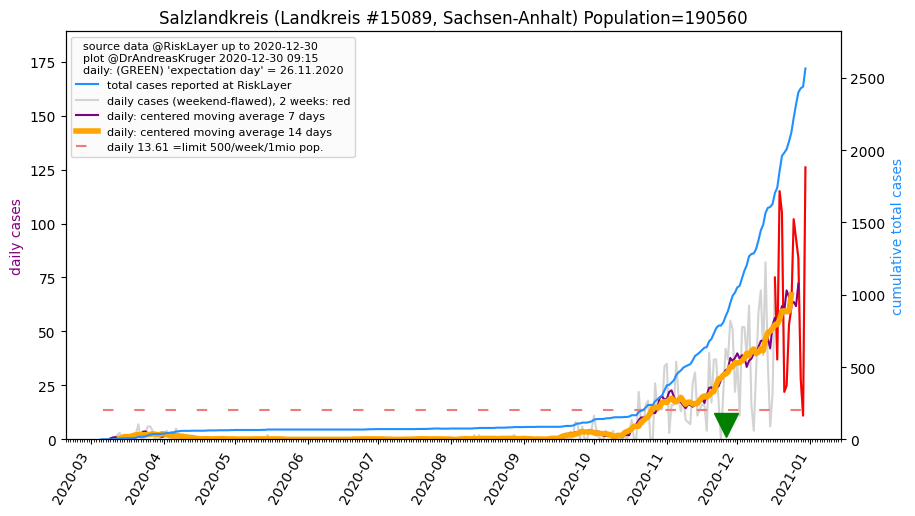 Salzlandkreis (Landkreis #15089, Sachsen-Anhalt) Population=190560
source data @RiskLayer up to 2020-12-30
plot @DrAndreasKruger 2020-12-30 09:15
daily: (GREEN) 'expectation day' = 26.11.2020
total cases reported at RiskLayer
daily cases (weekend-flawed), 2 weeks: red
daily: centered moving average 7 days
daily: centered moving average 14 days
daily 13.61 =limit 500/week/1mio pop.
daily cases
175
150
125
100
75
50
25
0
2500
2000
1500
1000
500
0
cumulative total cases
2020-03
2020-04
2020-05
2020-06
2020-07
2020-08
2020-09
2020-10
2020-11
2020-12
2021-01